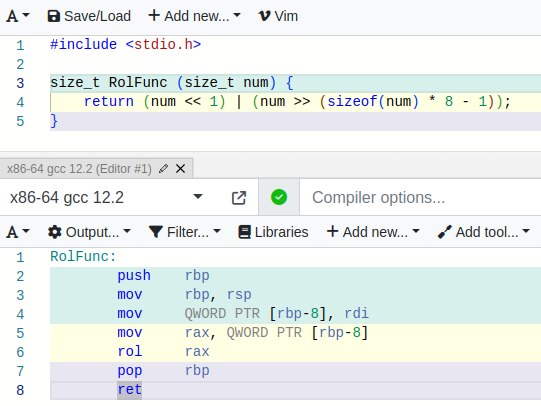 A Save/Load + Add new... Vim
1 #include <stdio.h>
2
3 size_t RolFunc (size_t num) {
4 return (num << 1) | (num >> (sizeof(num) * 8 - 1));
5 }
x86-64 gcc 12.2 (Editor #1)
x86-64 gcc 12.2 Compiler options...
A Output... Filter... Libraries + Add new... Add tool...
1 RolFunc:
2 push rbp
3 mov rbp, rsp
4 mov QWORD PTR [rbp-8], rdi
5 mov rax, QWORD PTR [rbp-8]
6 rol rax
7 pop rbp
8 ret